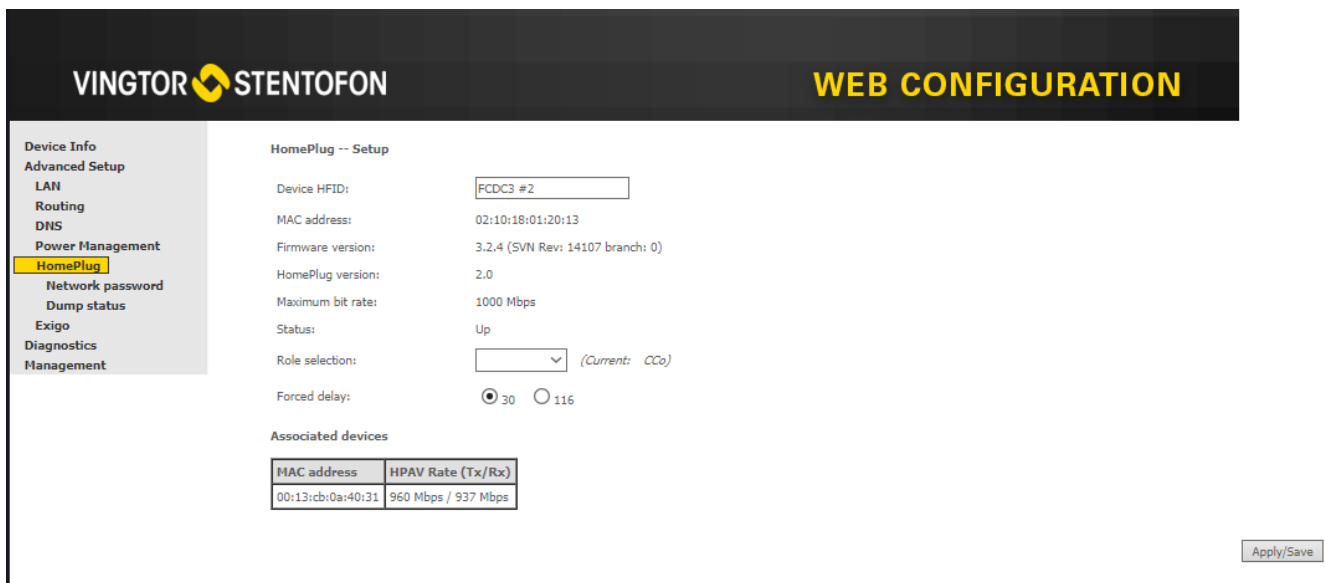 VINGTOR STENTOFON
WEB CONFIGURATION
Device Info
Advanced Setup
LAN
Routing
DNS
Power Management
HomePlug
Network password
Dump status
Exigo
Diagnostics
Management
HomePlug -- Setup
Device HFID: FCDC3 #2
MAC address: 02:10:18:01:20:13
Firmware version: 3.2.4 (SVN Rev: 14107 branch: 0)
HomePlug version: 2.0
Maximum bit rate: 1000 Mbps
Status: Up
Role selection: (Current: CCo)
Forced delay: 30 116
Associated devices
MAC address HPAV Rate (Tx/Rx)
00:13:cb:0a:40:31 960 Mbps / 937 Mbps
Apply/Save